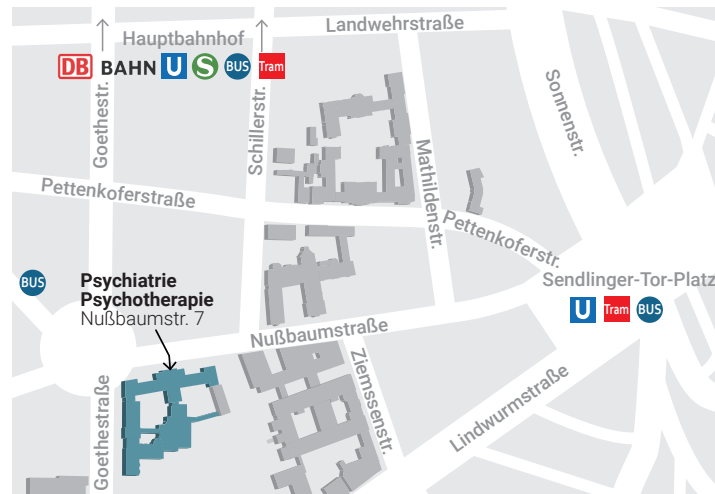 Landwehrstraße
Hauptbahnhof
DB BAHN U S BUS Tram
Goethestr.
Schillerstr.
Sonnenstr.
Mathildenstr.
Pettenkoferstraße
Pettenkoferstr.
BUS
Psychiatrie
Psychotherapie
Nußbaumstr. 7
Sendlinger-Tor-Platz
U Tram BUS
Nußbaumstraße
Ziemssenstr.
Lindwurmstraße
Goethestraße